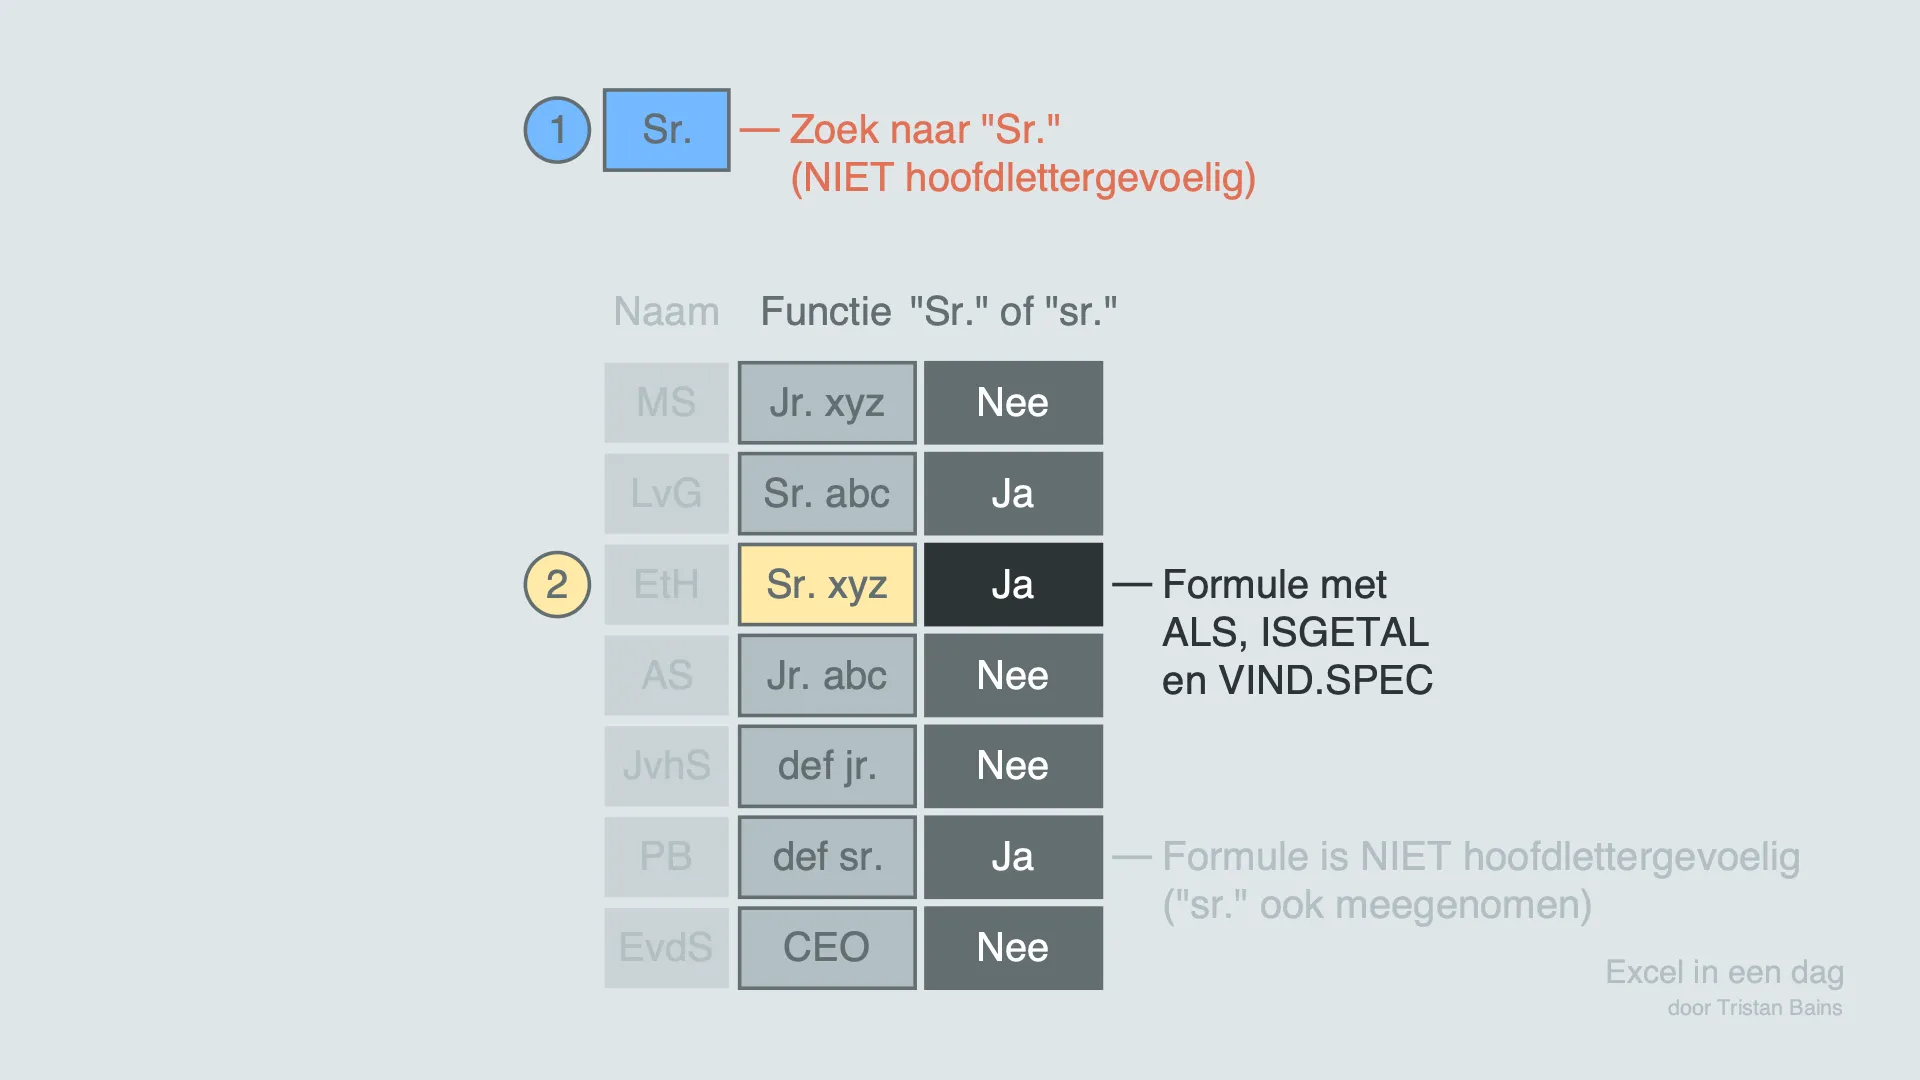 1 Sr. Zoek naar "Sr."
(NIET hoofdlettergevoelig)
Naam Functie "Sr." of "sr."
MS Jr. xyz Nee
LvG Sr. abc Ja
2 EtH Sr. xyz Ja Formule met
ALS, ISGETAL
en VIND.SPEC
AS Jr. abc Nee
JvhS def jr. Nee
PB def sr. Ja Formule is NIET hoofdlettergevoelig
("sr." ook meegenomen)
EvdS CEO Nee
Excel in een dag
door Tristan Bains